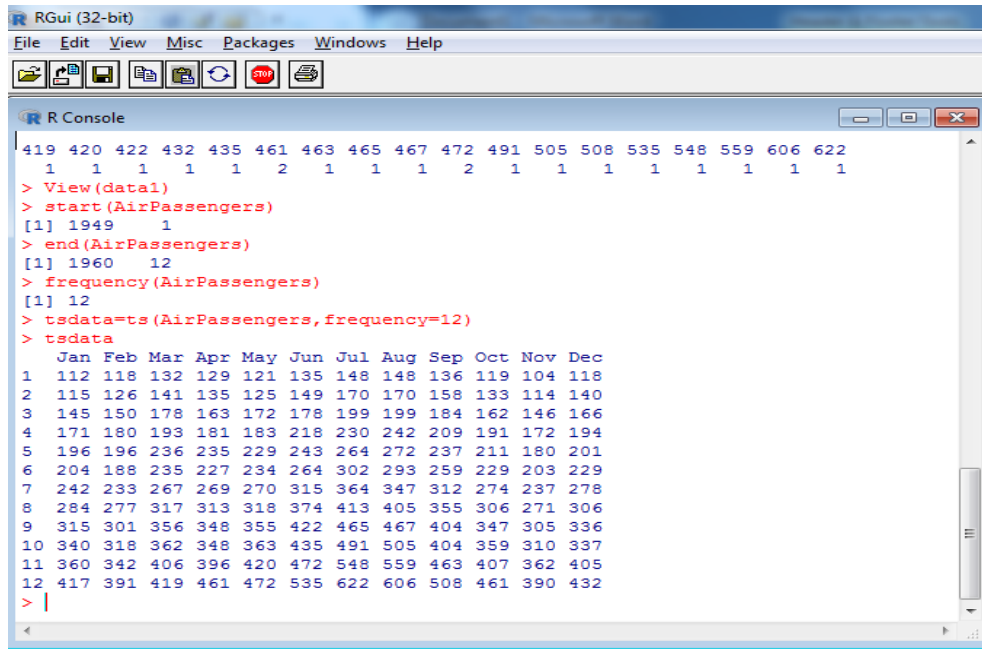 RGui (32-bit)
File Edit View Misc Packages Windows Help
STOP
R Console
419 420 422 432 435 461 463 465 467 472 491 505 508 535 548 559 606 622
1 1 1 1 1 2 1 1 1 2 1 1 1 1 1 1 1 1
> View(data1)
> start(AirPassengers)
[1] 1949 1
> end(AirPassengers)
[1] 1960 12
> frequency(AirPassengers)
[1] 12
> tsdata=ts(AirPassengers,frequency=12)
> tsdata
Jan Feb Mar Apr May Jun Jul Aug Sep Oct Nov Dec
1 112 118 132 129 121 135 148 148 136 119 104 118
2 115 126 141 135 125 149 170 170 158 133 114 140
3 145 150 178 163 172 178 199 199 184 162 146 166
4 171 180 193 181 183 218 230 242 209 191 172 194
5 196 196 236 235 229 243 264 272 237 211 180 201
6 204 188 235 227 234 264 302 293 259 229 203 229
7 242 233 267 269 270 315 364 347 312 274 237 278
8 284 277 317 313 318 374 413 405 355 306 271 306
9 315 301 356 348 355 422 465 467 404 347 305 336
10 340 318 362 348 363 435 491 505 404 359 310 337
11 360 342 406 396 420 472 548 559 463 407 362 405
12 417 391 419 461 472 535 622 606 508 461 390 432
>